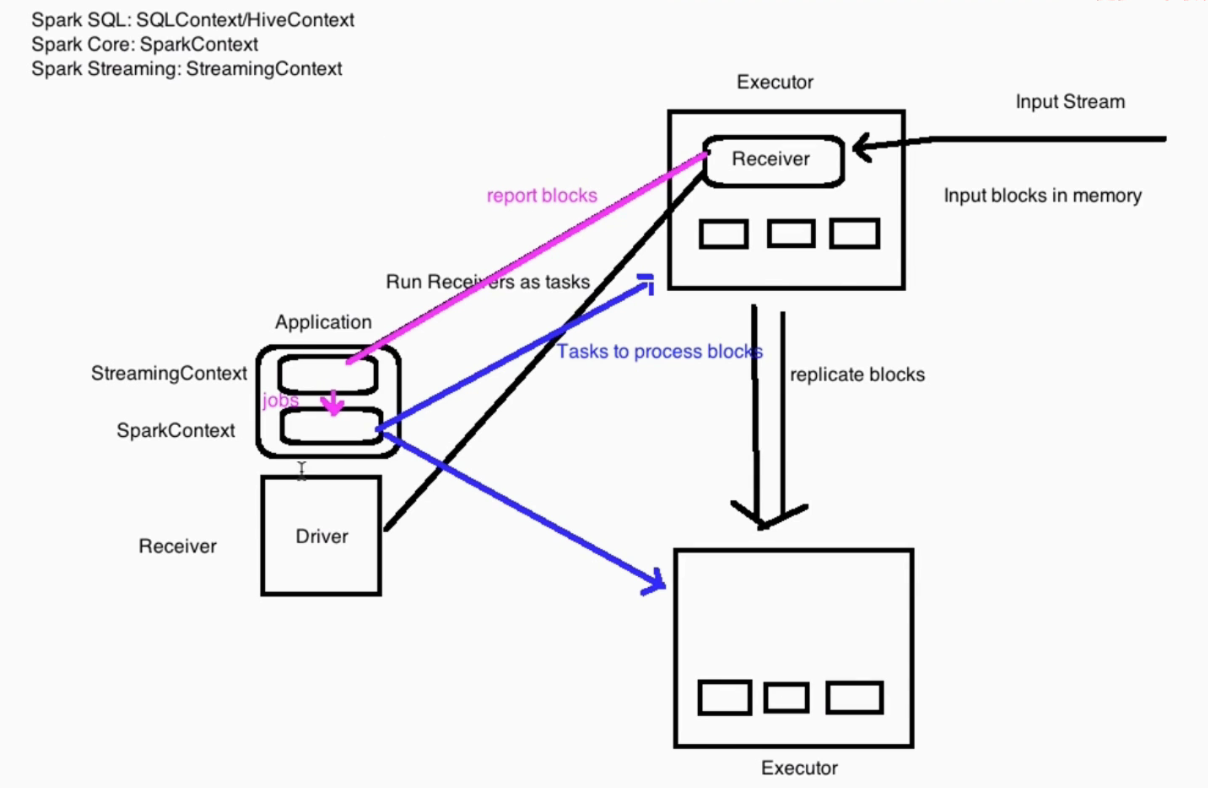 Spark SQL: SQLContext/HiveContext
Spark Core: SparkContext
Spark Streaming: StreamingContext
Executor
Input Stream
Receiver
report blocks
Input blocks in memory
Run Receivers as tasks
Application
Tasks to process blocks
StreamingContext
replicate blocks
jobs
SparkContext
Driver
Receiver
Executor